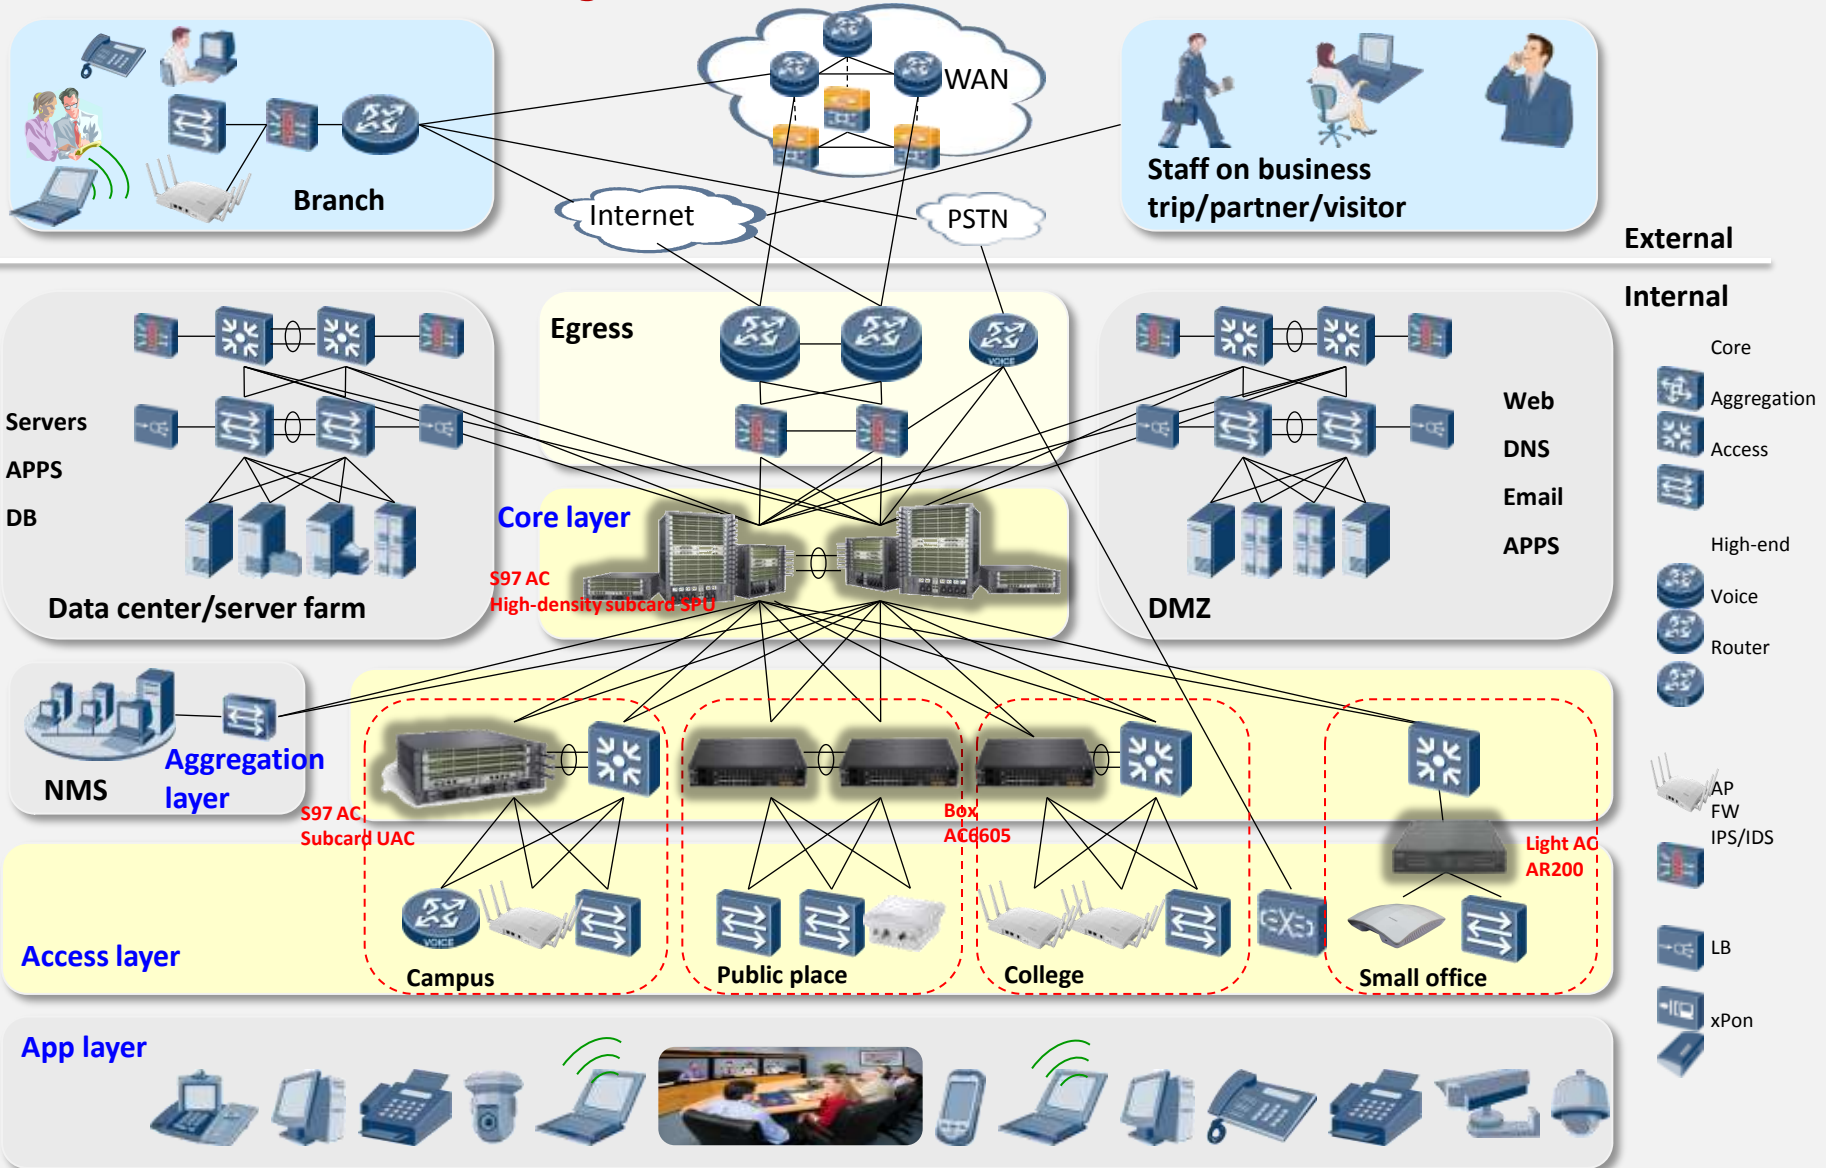 WAN
Branch
Internet
PSTN
Staff on business
trip/partner/visitor
External
Internal
Egress
VOICE
Servers
APPS
DB
Data center/server farm
Web
DNS
Email
APPS
DMZ
Core layer
S97 AC
High-density subcard SPU
Core
Aggregation
Access
High-end
Voice
Router
AP
FW
IPS/IDS
LB
xPon
NMS
Aggregation
layer
S97 AC
Subcard UAC
Box
AC6605
Light AC
AR200
VOICE
Access layer
Campus
Public place
College
Small office
App layer